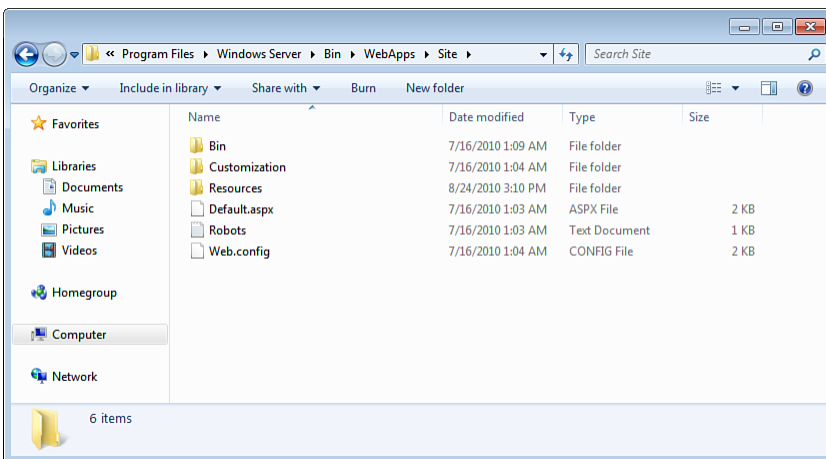 « Program Files Windows Server Bin WebApps Site Search Site
Organize Include in library Share with Burn New folder
Favorites
Libraries
Documents
Music
Pictures
Videos
Homegroup
Computer
Network
Name Date modified Type Size
Bin 7/16/2010 1:09 AM File folder
Customization 7/16/2010 1:04 AM File folder
Resources 8/24/2010 3:10 PM File folder
Default.aspx 7/16/2010 1:03 AM ASPX File 2 KB
Robots 7/16/2010 1:03 AM Text Document 1 KB
Web.config 7/16/2010 1:04 AM CONFIG File 2 KB
6 items